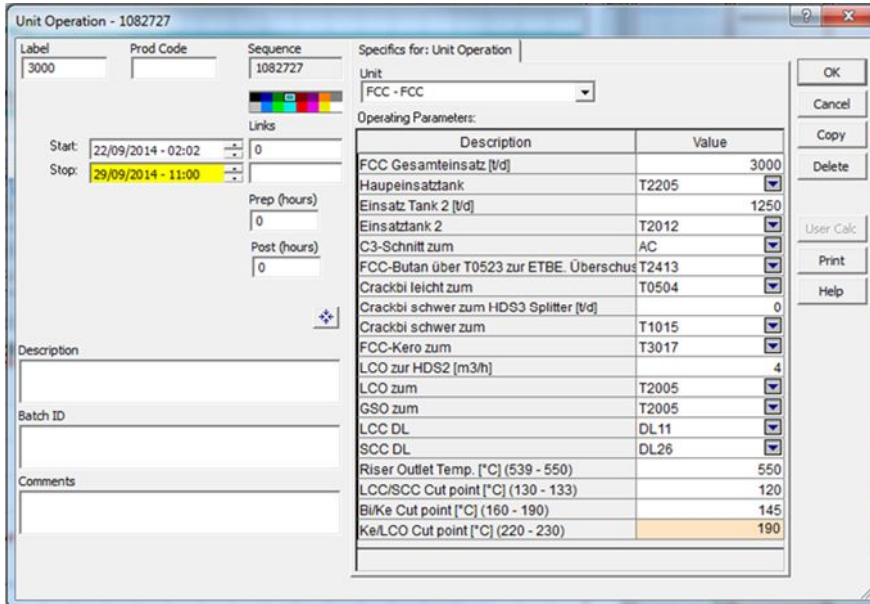 Unit Operation - 1082727
Label Prod Code Sequence
3000 1082727
Links
Start: 22/09/2014 - 02:02 0
Stop: 29/09/2014 - 11:00
Prep (hours)
0
Post (hours)
0
Description
Batch ID
Comments
Specifics for: Unit Operation
Unit
FCC - FCC
Operating Parameters:
Description Value
FCC Gesamteinsatz [t/d] 3000
Haupeinsatztank T2205
Einsatz Tank 2 [t/d] 1250
Einsatztank 2 T2012
C3-Schnitt zum AC
FCC-Butan über T0523 zur ETBE. Überschus T2413
Crackbi leicht zum T0504
Crackbi schwer zum HDS3 Splitter [t/d] 0
Crackbi schwer zum T1015
FCC-Kero zum T3017
LCO zur HDS2 [m3/h] 4
LCO zum T2005
GSO zum T2005
LCC DL DL11
SCC DL DL26
Riser Outlet Temp. [°C] (539 - 550) 550
LCC/SCC Cut point [°C] (130 - 133) 120
Bi/Ke Cut point [°C] (160 - 190) 145
Ke/LCO Cut point [°C] (220 - 230) 190
OK
Cancel
Copy
Delete
User Calc
Print
Help